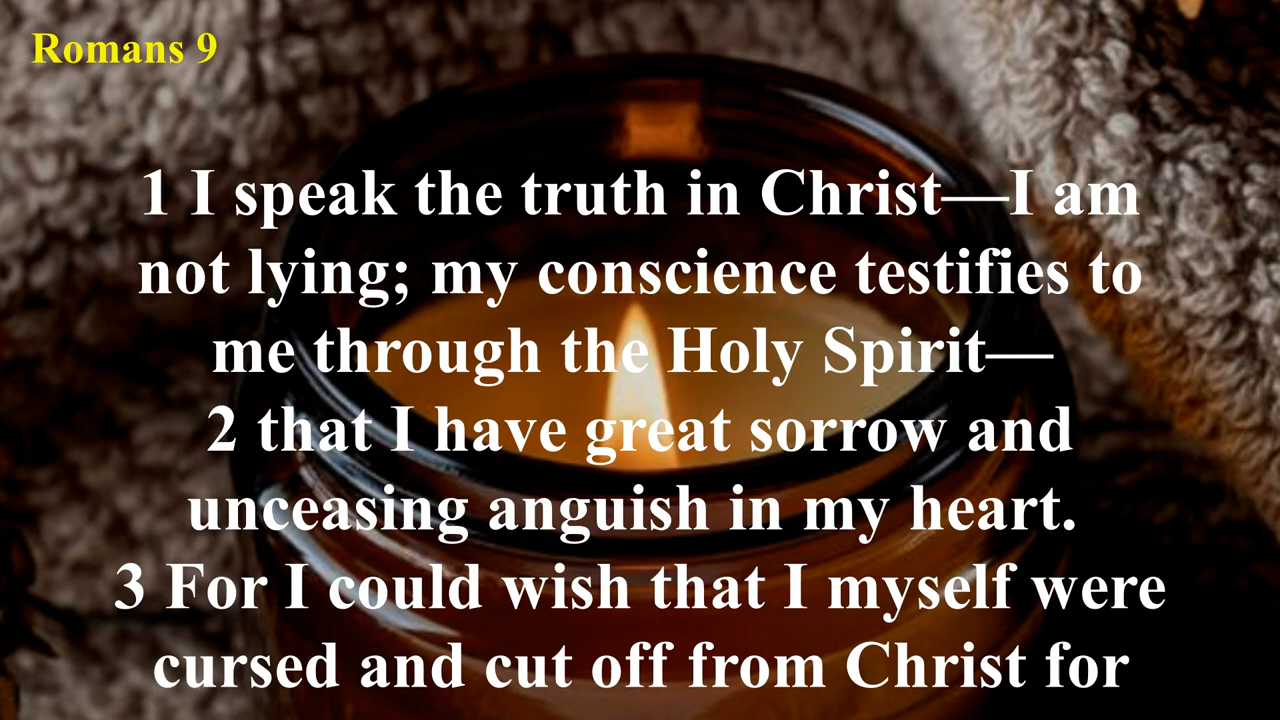 Romans 9
1 I speak the truth in Christ—I am
not lying; my conscience testifies to
me through the Holy Spirit—
2 that I have great sorrow and
unceasing anguish in my heart.
3 For I could wish that I myself were
cursed and cut off from Christ for